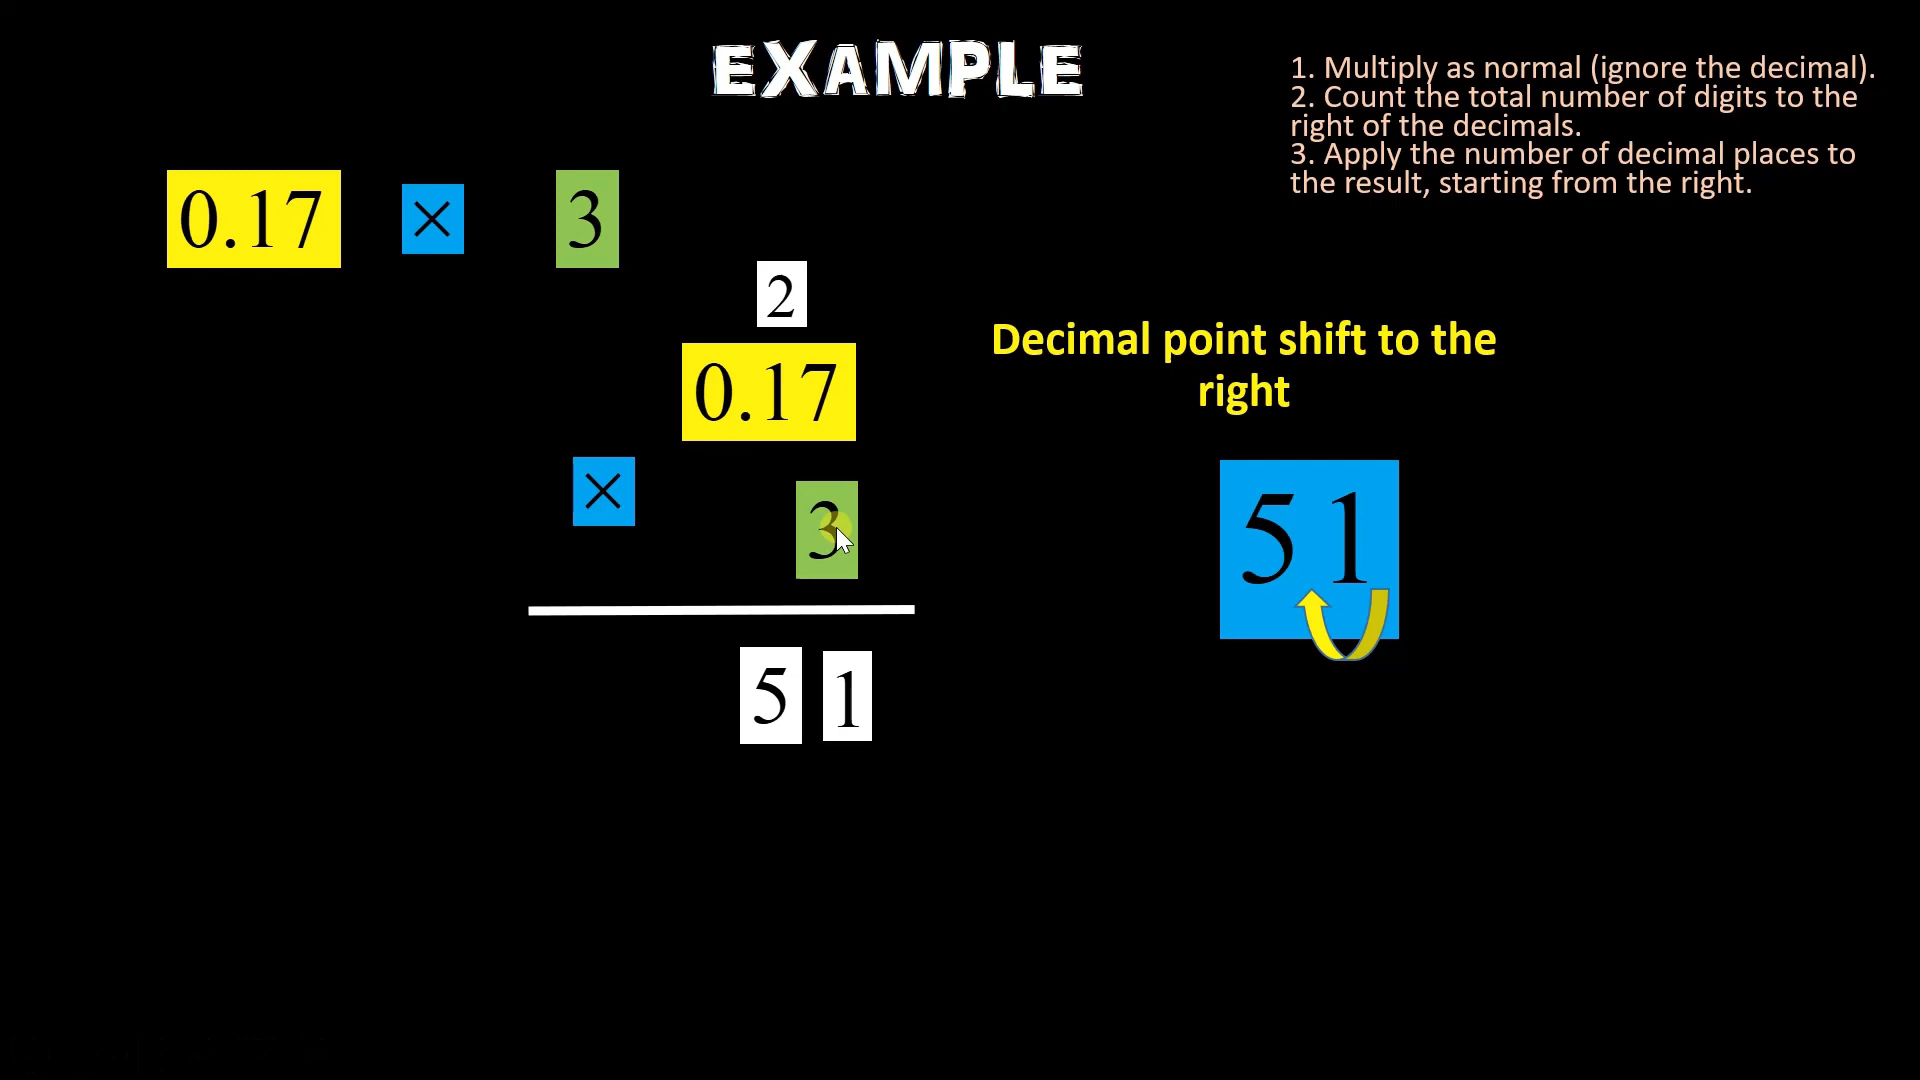 EXAMPLE
1. Multiply as normal (ignore the decimal).
2. Count the total number of digits to the
right of the decimals.
3. Apply the number of decimal places to
the result, starting from the right.
0.17 × 3
2
0.17
× 3
5 1
Decimal point shift to the
right
5 1